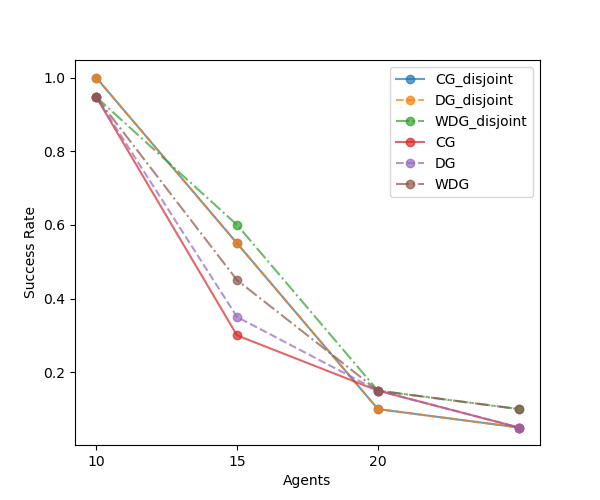 1.0
0.8
0.6
0.4
0.2
Success Rate
10
15
20
Agents
CG_disjoint
DG_disjoint
WDG_disjoint
CG
DG
WDG